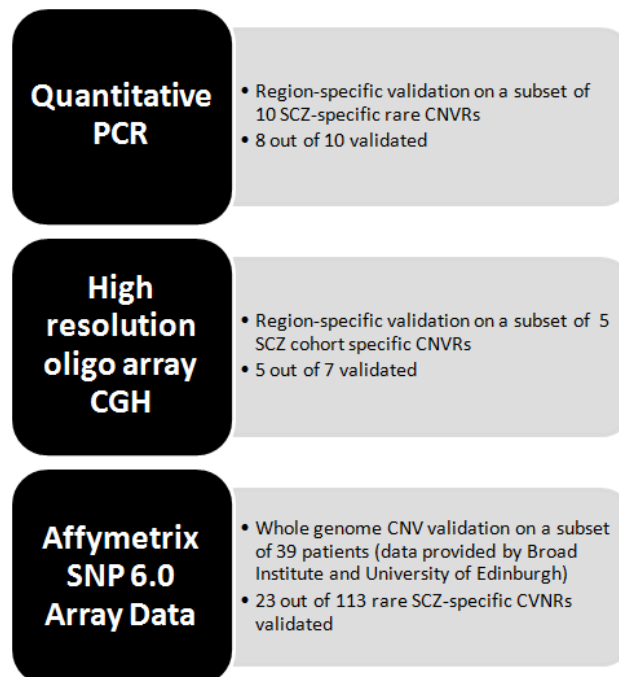 Quantitative
PCR
• Region-specific validation on a subset of
10 SCZ-specific rare CNVRs
• 8 out of 10 validated
High
resolution
oligo array
CGH
• Region-specific validation on a subset of 5
SCZ cohort specific CNVRs
• 5 out of 7 validated
Affymetrix
SNP 6.0
Array Data
• Whole genome CNV validation on a subset
of 39 patients (data provided by Broad
Institute and University of Edinburgh)
• 23 out of 113 rare SCZ-specific CVNRs
validated